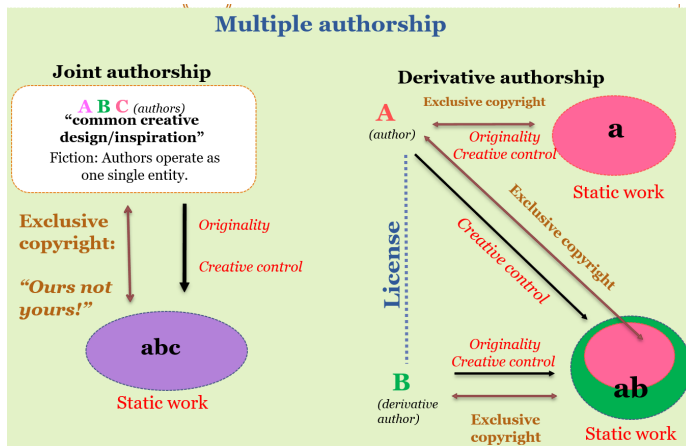 Multiple authorship
Joint authorship
A B C (authors)
“common creative
design/inspiration”
Fiction: Authors operate as
one single entity.
Exclusive
copyright:
“Ours not
yours!”
Originality
Creative control
abc
Static work
Derivative authorship
A
(author)
Exclusive copyright
Originality
Creative control
a
Static work
License
Creative control
Exclusive copyright
B
(derivative
author)
Originality
Creative control
Exclusive
copyright
ab
Static work